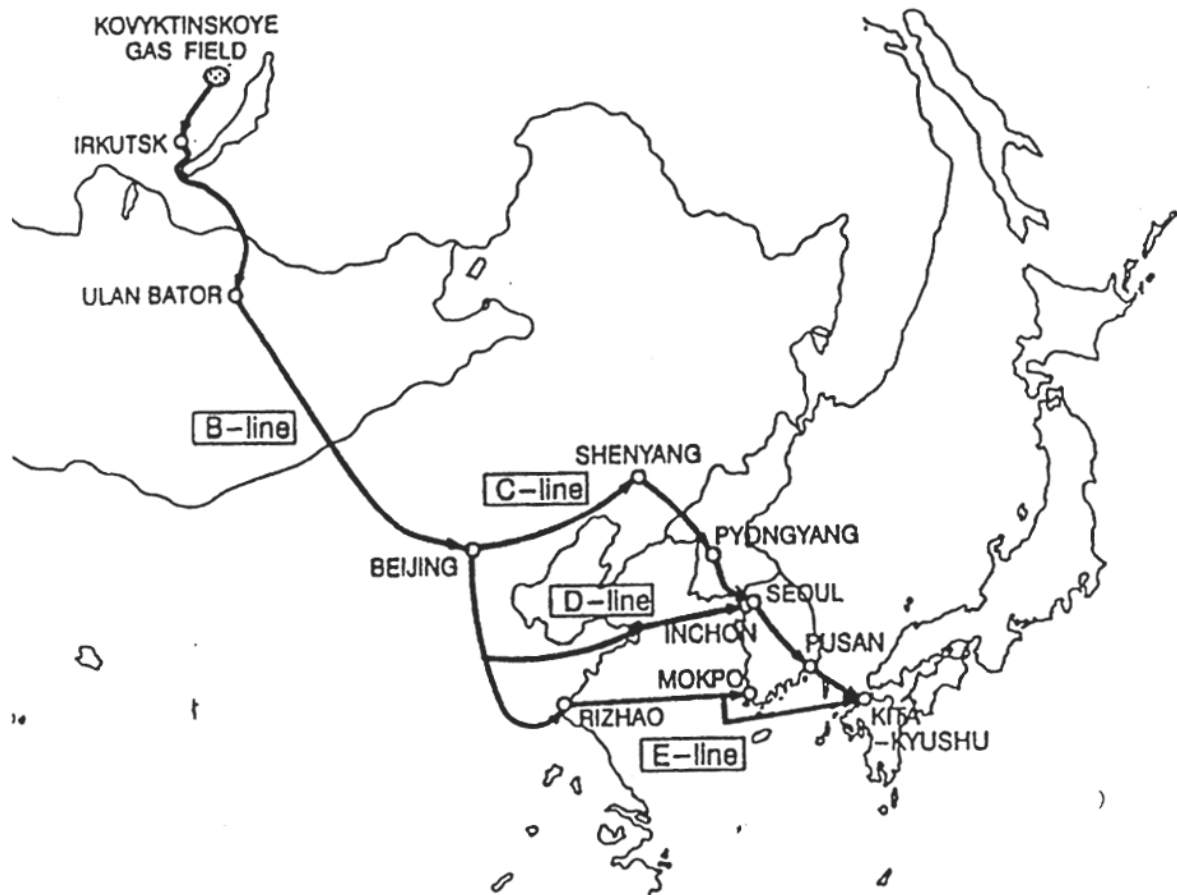 KOVYKTINSKOYE
GAS FIELD
IRKUTSK
ULAN BATOR
B-line
SHENYANG
C-line
PYONGYANG
BEIJING
D-line
SEOUL
INCHON
PUSAN
MOKPO
RIZHAO
KITA
-KYUSHU
E-line